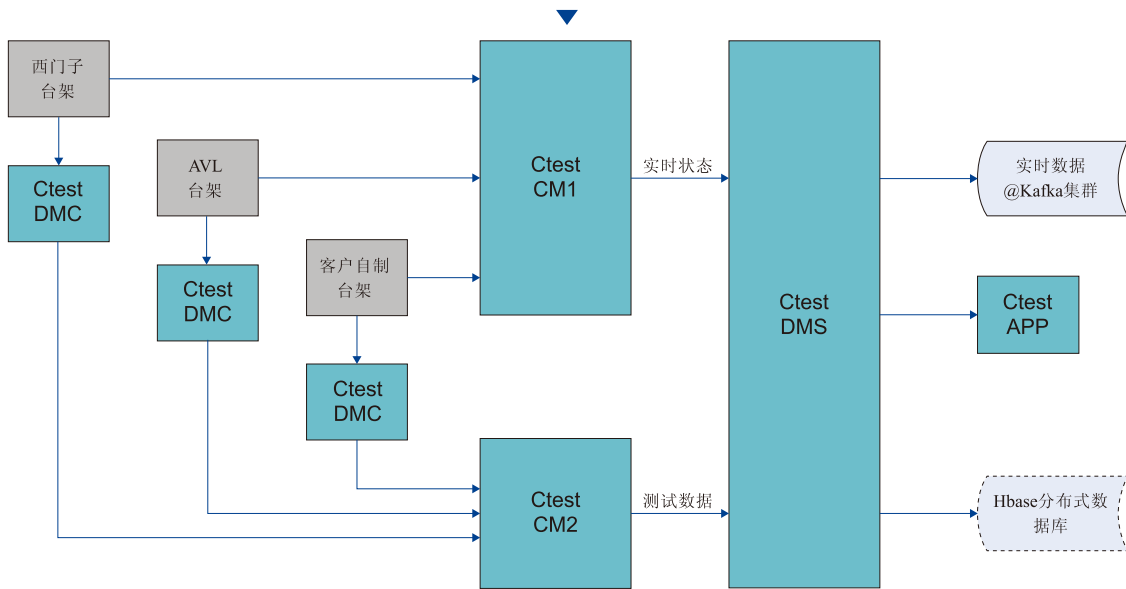 西门子
台架
Ctest
DMC
AVL
台架
Ctest
DMC
客户自制
台架
Ctest
DMC
Ctest
CM1
实时状态
Ctest
CM2
测试数据
Ctest
DMS
实时数据
@Kafka集群
Ctest
APP
Hbase分布式数
据库